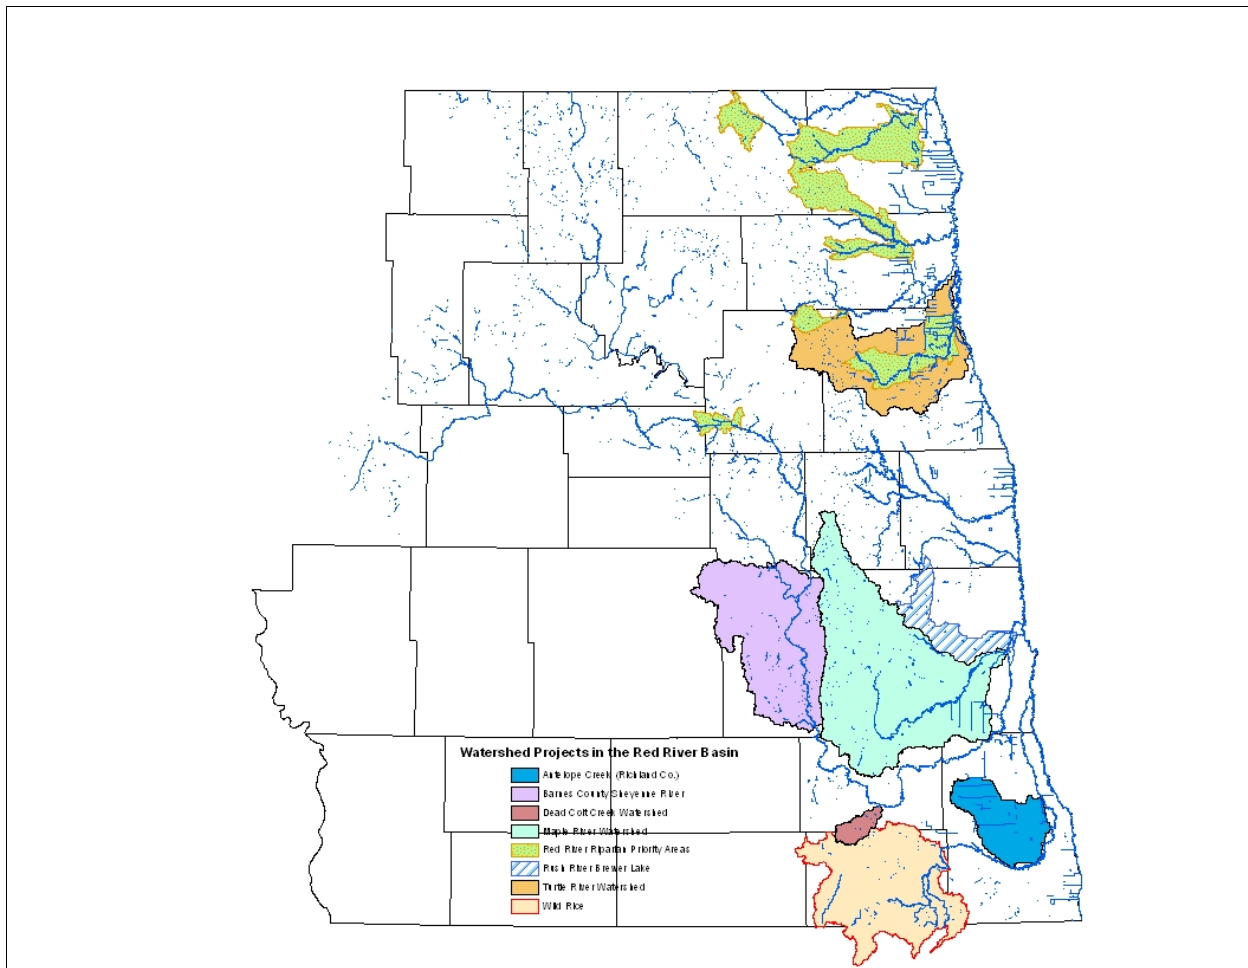 Watershed Projects in the Red River Basin
Antelope Creek (Richland Co.)
Barnes County Sheyenne River
Dead Colt Creek Watershed
Maple River Watershed
Red River Riparian Priority Areas
Rush River Brewer Lake
Turtle River Watershed
Wild Rice